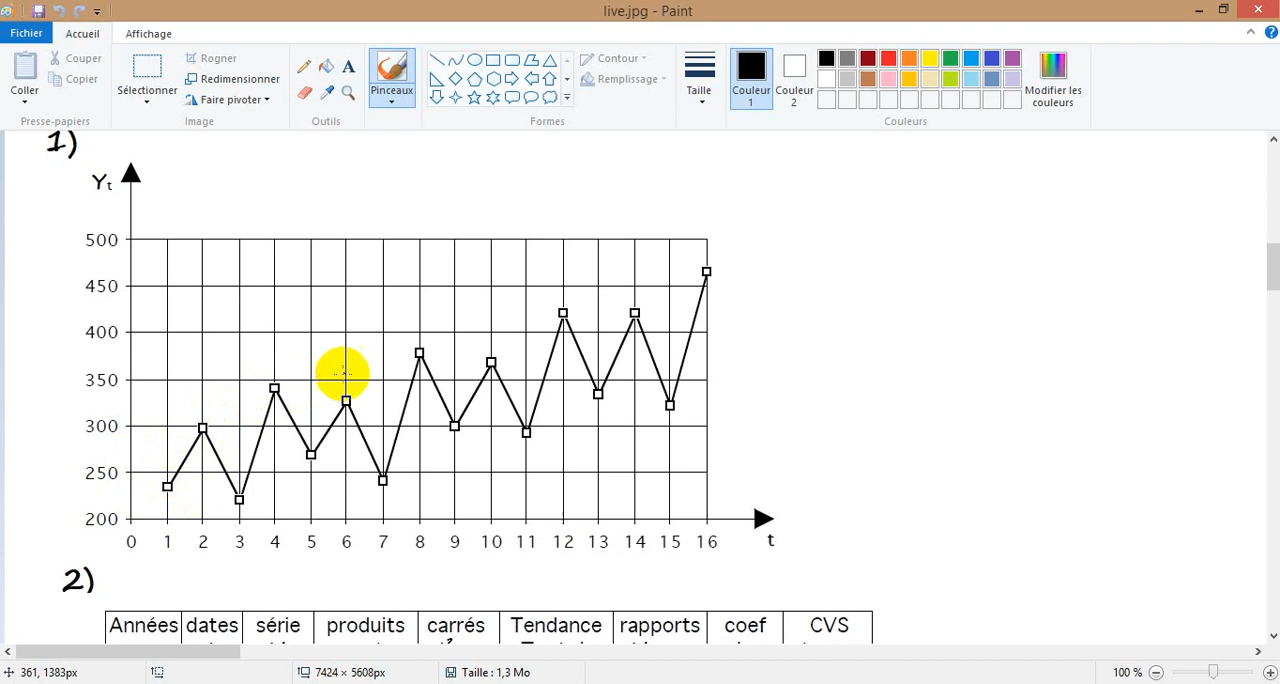 live.jpg - Paint
Fichier Accueil Affichage
Coller
Couper
Copier
Presse-papiers
Sélectionner
Rogner
Redimensionner
Faire pivoter
Image
A
Outils
Pinceaux
Contour
Remplissage
Formes
Taille
Couleur 1
Couleur 2
Modifier les couleurs
Couleurs
1)
Yt
500
450
400
350
300
250
200
0 1 2 3 4 5 6 7 8 9 10 11 12 13 14 15 16 t
2)
Années dates série produits carrés Tendance rapports coef CVS
361, 1383px 7424 × 5608px Taille : 1,3 Mo 100 %